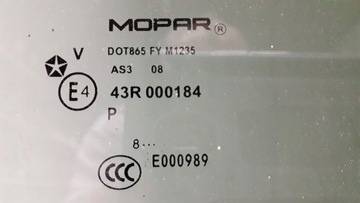 MOPAR®
DOT865 FY M1235
V
AS3 08
E4
43R 000184
P
8...
CCC
E000989